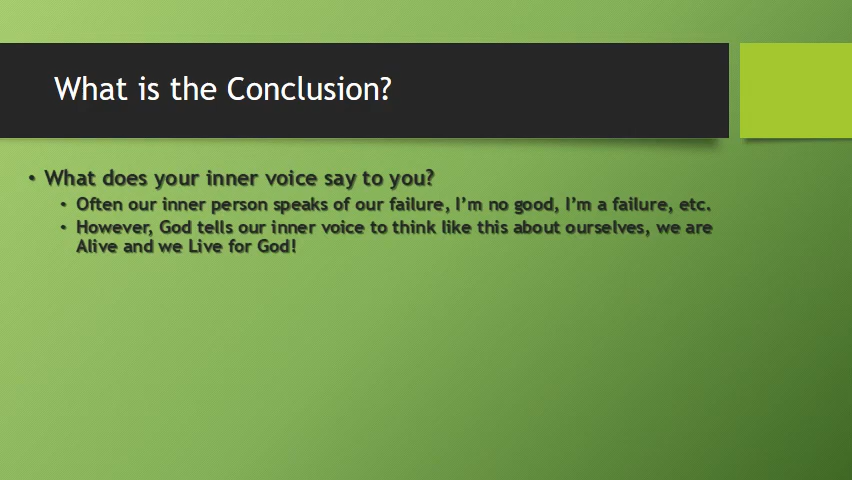 What is the Conclusion?
• What does your inner voice say to you?
• Often our inner person speaks of our failure, I'm no good, I'm a failure, etc.
• However, God tells our inner voice to think like this about ourselves, we are
Alive and we Live for God!